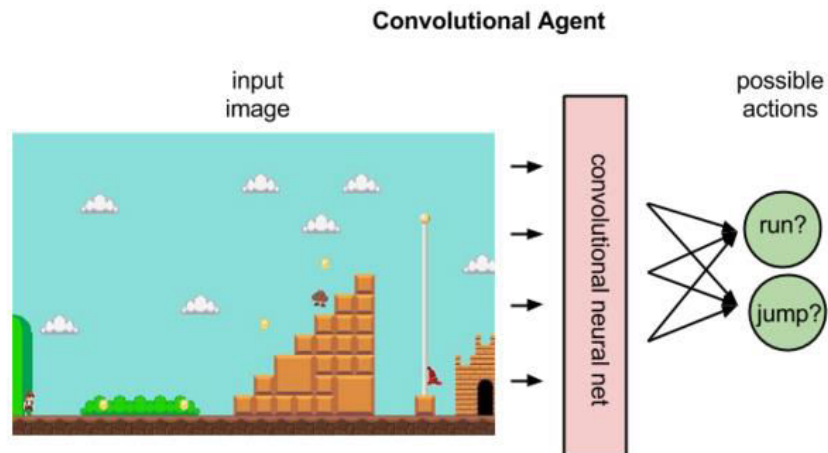 Convolutional Agent
input
image
possible
actions
convolutional neural net
run?
jump?